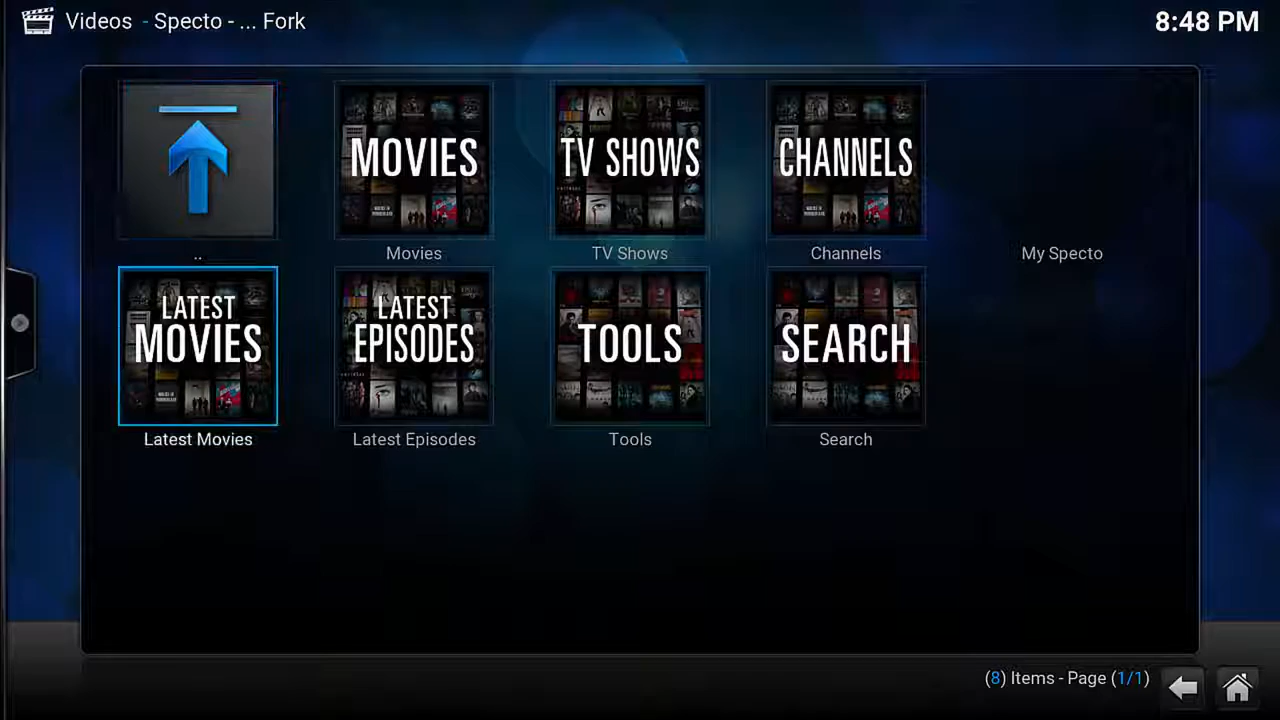 Videos - Specto - ... Fork
8:48 PM
MOVIES
TV SHOWS
CHANNELS
..
Movies
TV Shows
Channels
My Specto
LATEST
MOVIES
LATEST
EPISODES
TOOLS
SEARCH
Latest Movies
Latest Episodes
Tools
Search
(8) Items - Page (1/1)